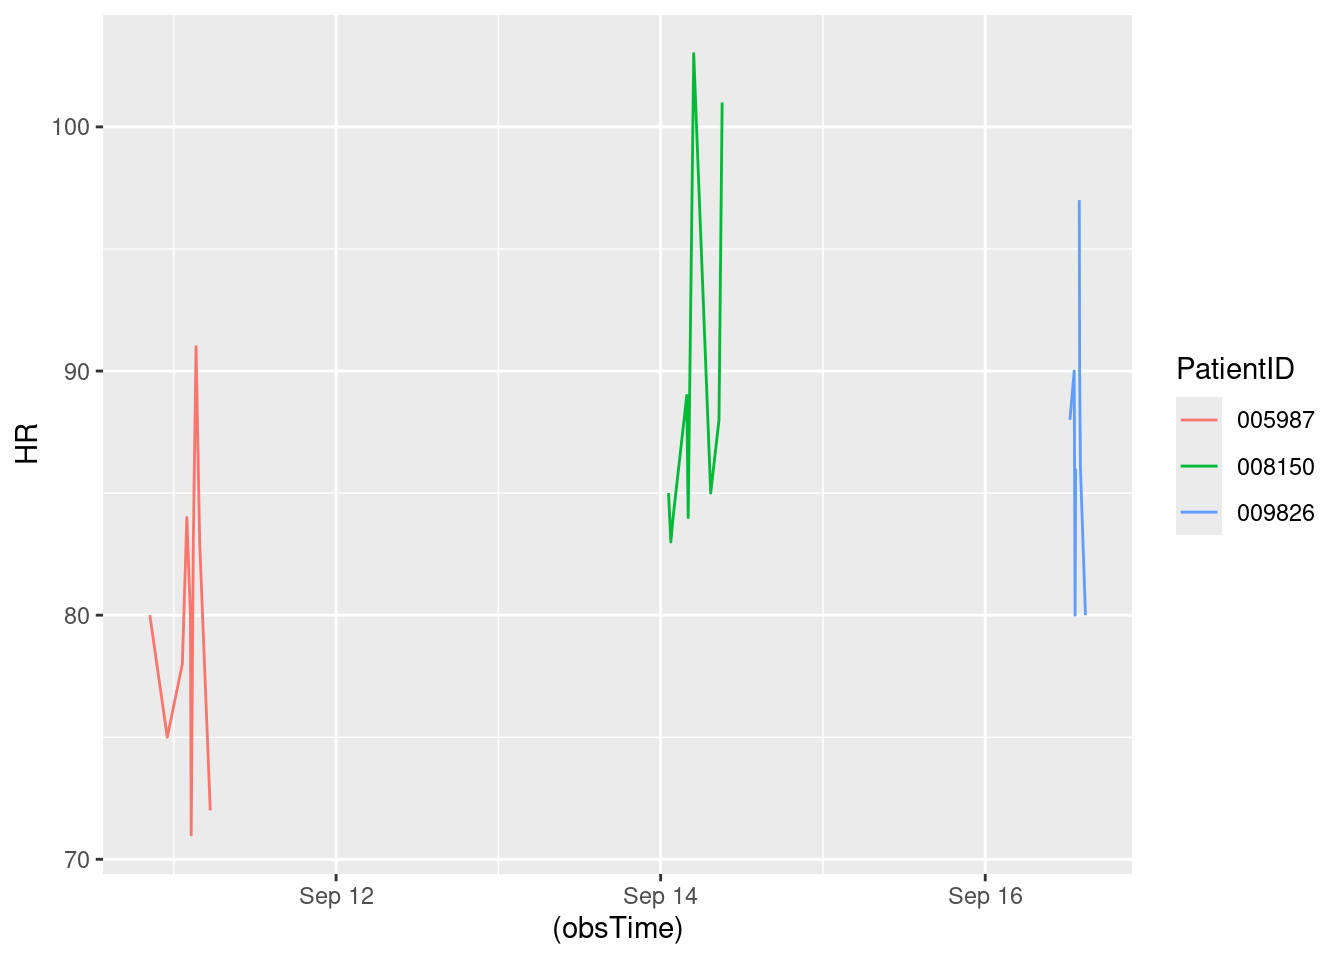 HR
100
90
80
70
Sep 12
Sep 14
Sep 16
(obsTime)
PatientID
005987
008150
009826